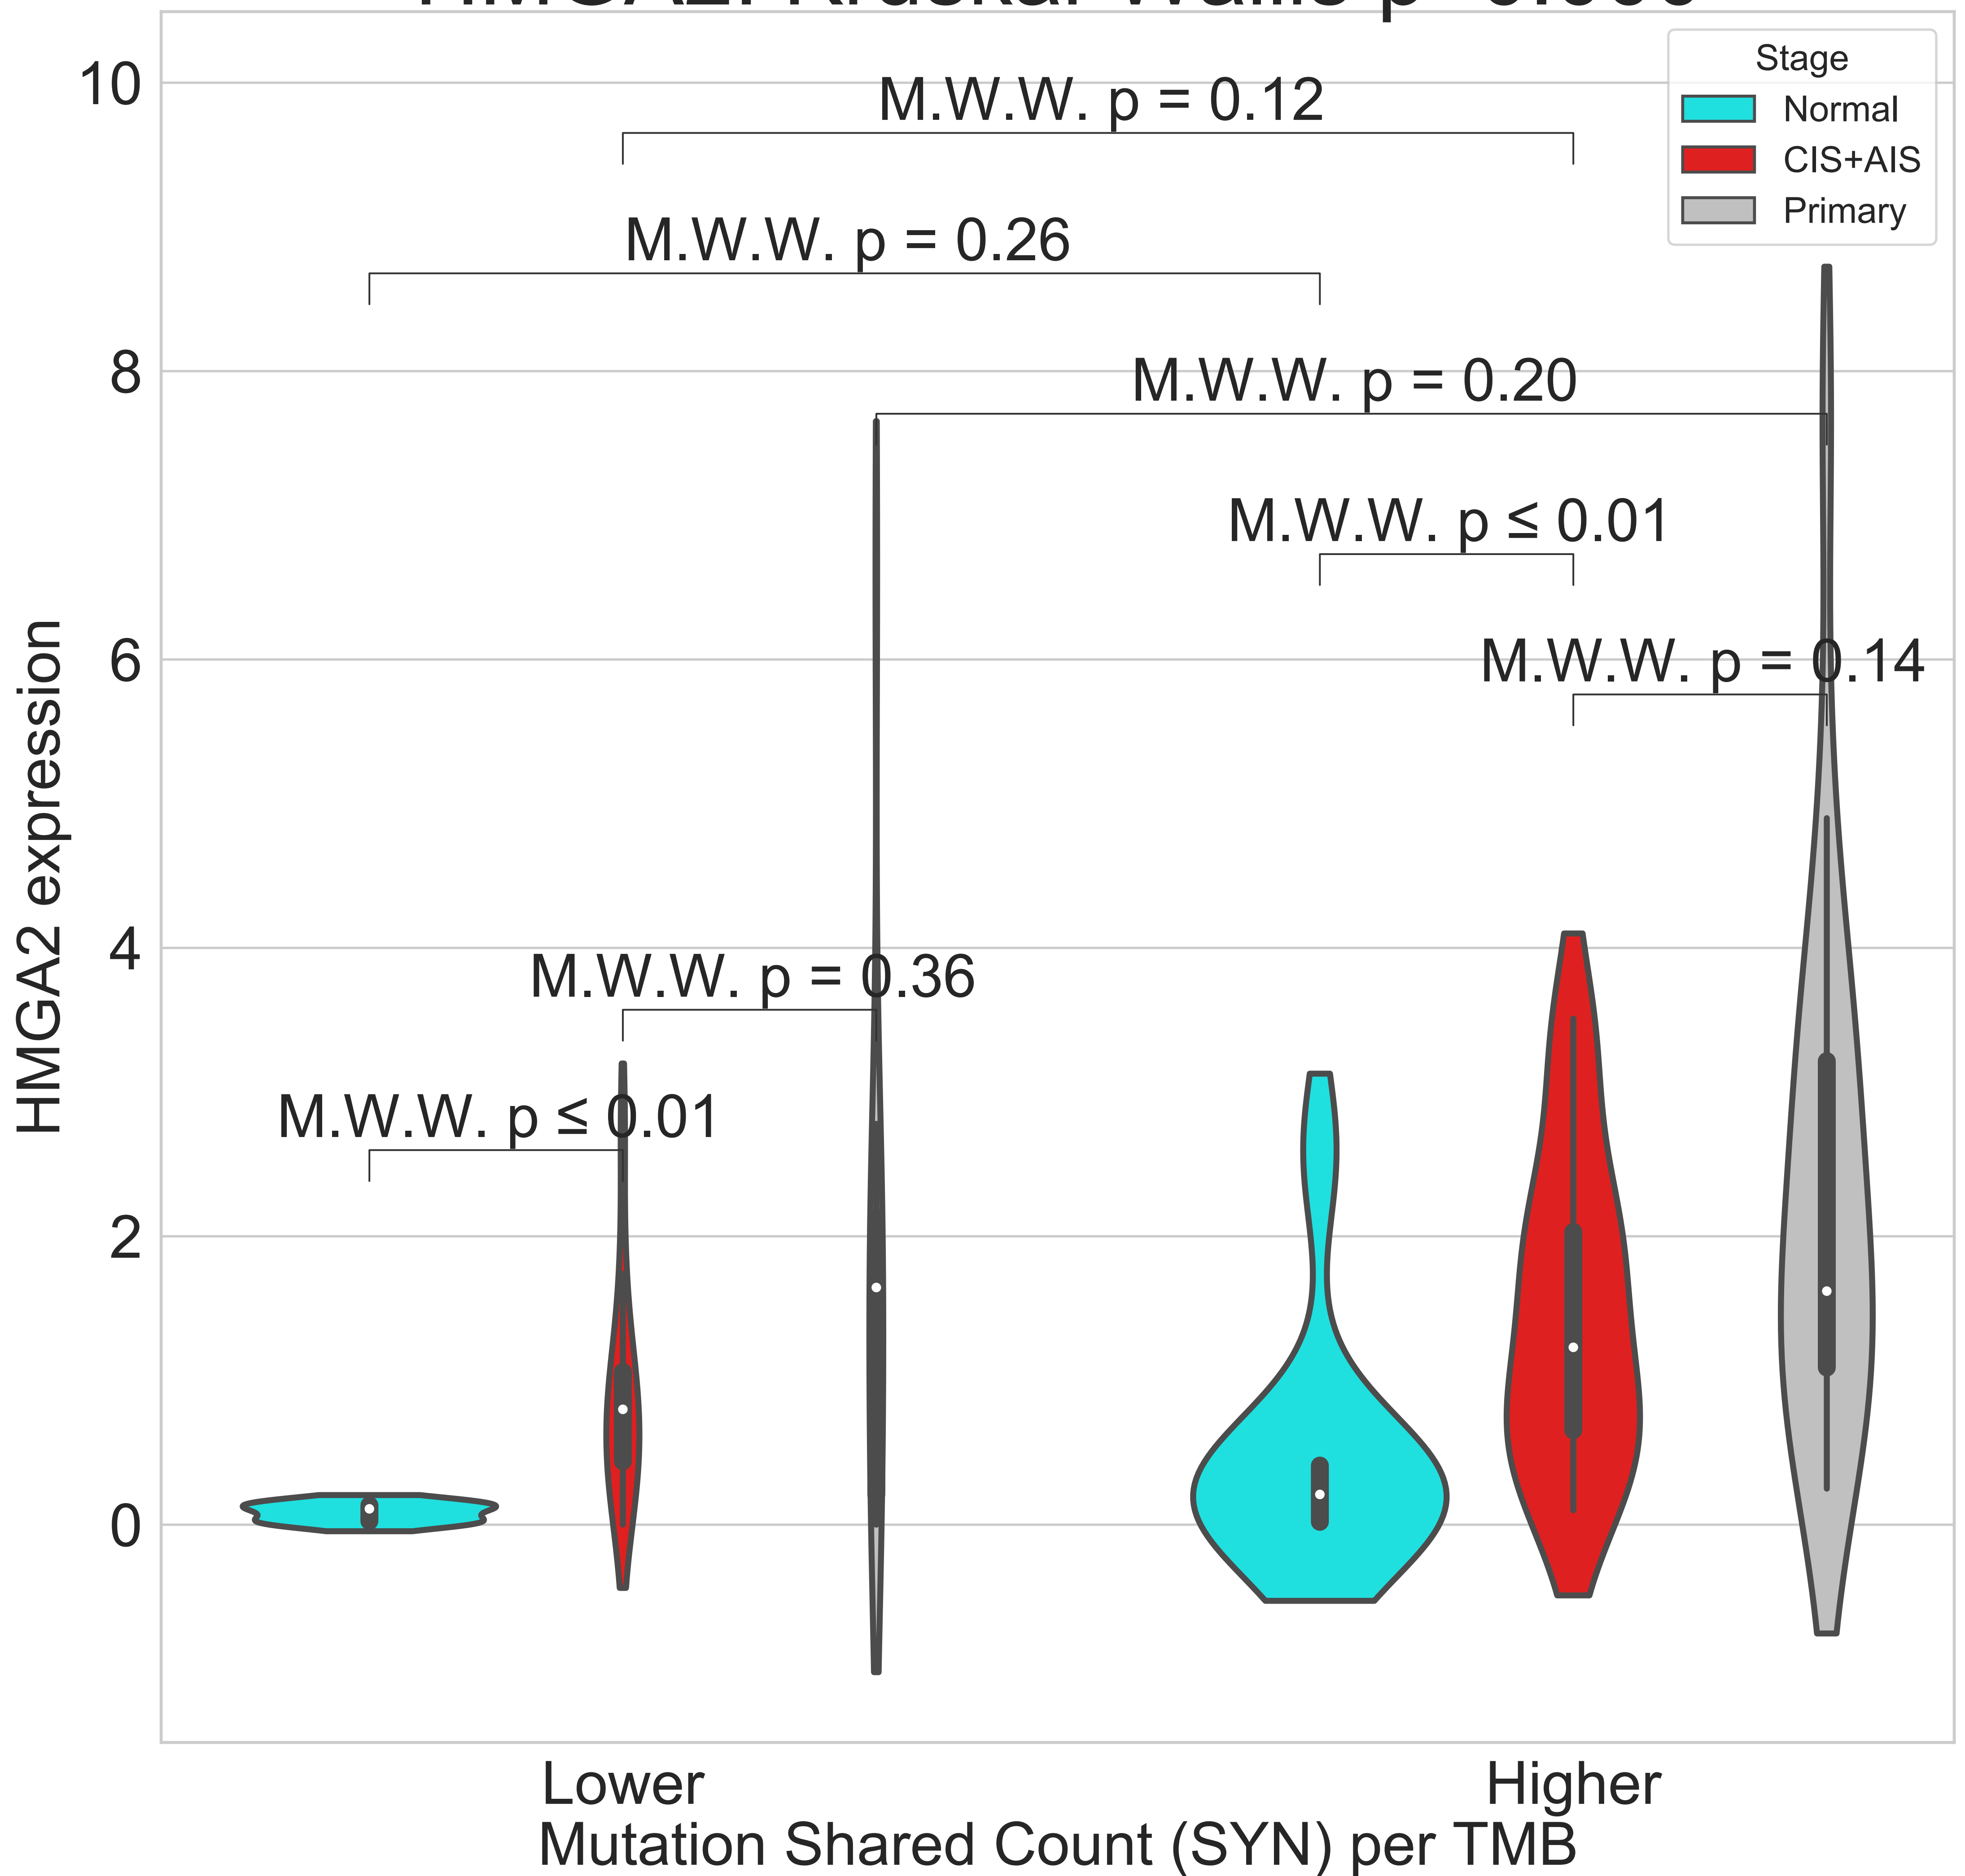 10
8
6
4
2
0
HMGA2 expression
Stage
Normal
CIS+AIS
Primary
M.W.W. p = 0.12
M.W.W. p = 0.26
M.W.W. p = 0.20
M.W.W. p ≤ 0.01
M.W.W. p = 0.14
M.W.W. p = 0.36
M.W.W. p ≤ 0.01
Lower
Higher
Mutation Shared Count (SYN) per TMB